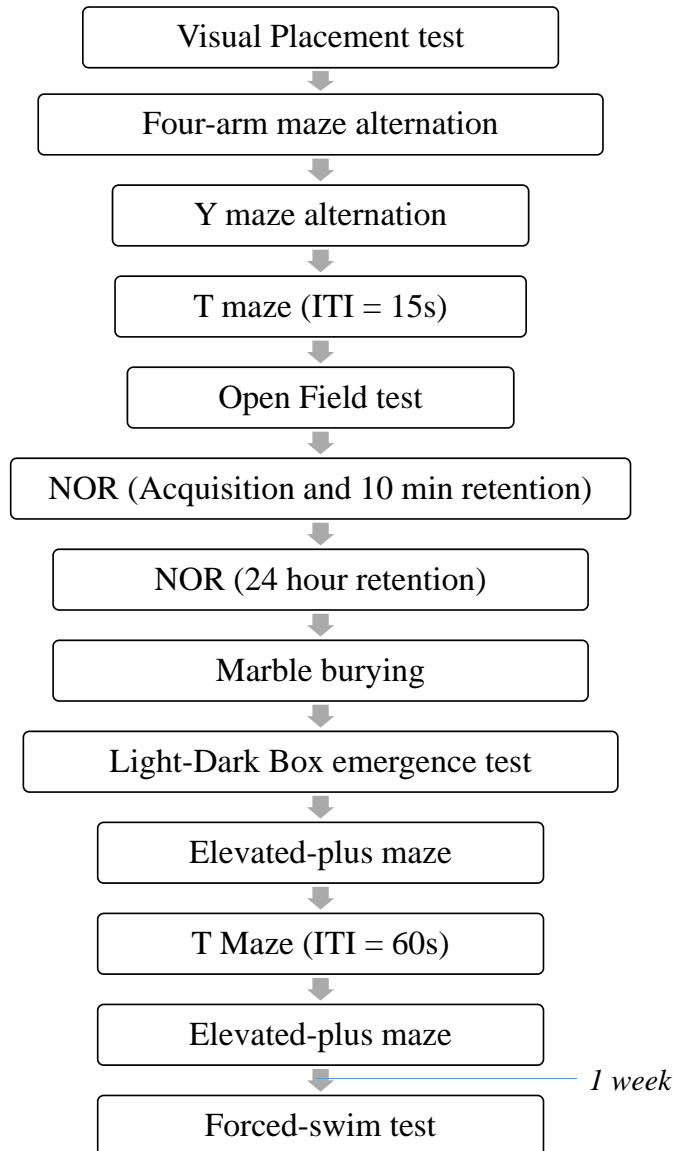 Visual Placement test
Four-arm maze alternation
Y maze alternation
T maze (ITI = 15s)
Open Field test
NOR (Acquisition and 10 min retention)
NOR (24 hour retention)
Marble burying
Light-Dark Box emergence test
Elevated-plus maze
T Maze (ITI = 60s)
Elevated-plus maze
1 week
Forced-swim test